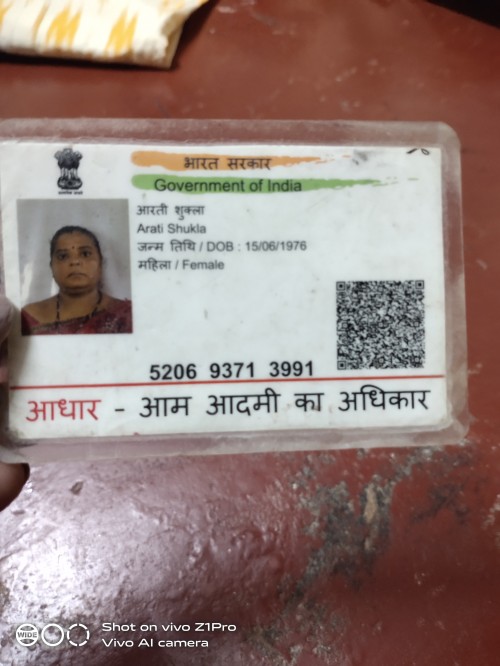 भारत सरकार
Government of India
आरती शुक्ला
Arati Shukla
जन्म तिथि / DOB : 15/06/1976
महिला / Female
5206 9371 3991
आधार - आम आदमी का अधिकार
WIDE
Shot on vivo Z1Pro
Vivo AI camera